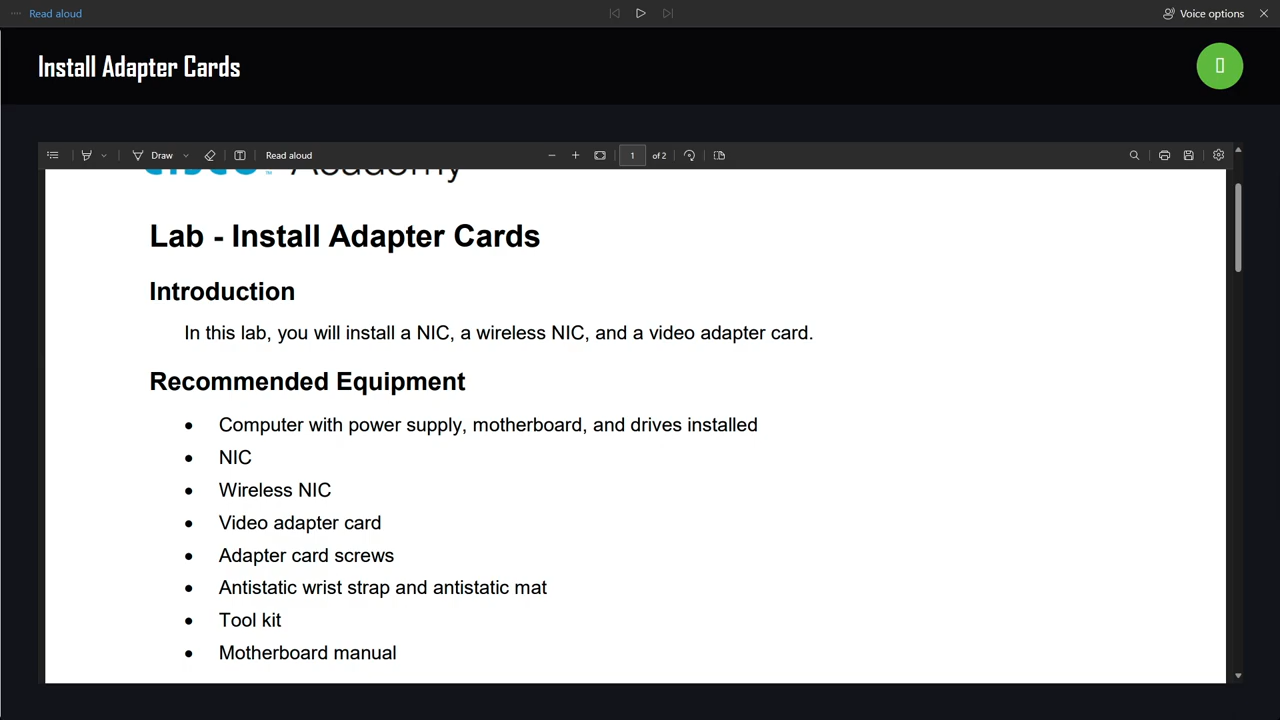 Read aloud
Voice options
Install Adapter Cards
Draw
Read aloud
1 of 2
CISCO Academy
Lab - Install Adapter Cards
Introduction
In this lab, you will install a NIC, a wireless NIC, and a video adapter card.
Recommended Equipment
• Computer with power supply, motherboard, and drives installed
• NIC
• Wireless NIC
• Video adapter card
• Adapter card screws
• Antistatic wrist strap and antistatic mat
• Tool kit
• Motherboard manual